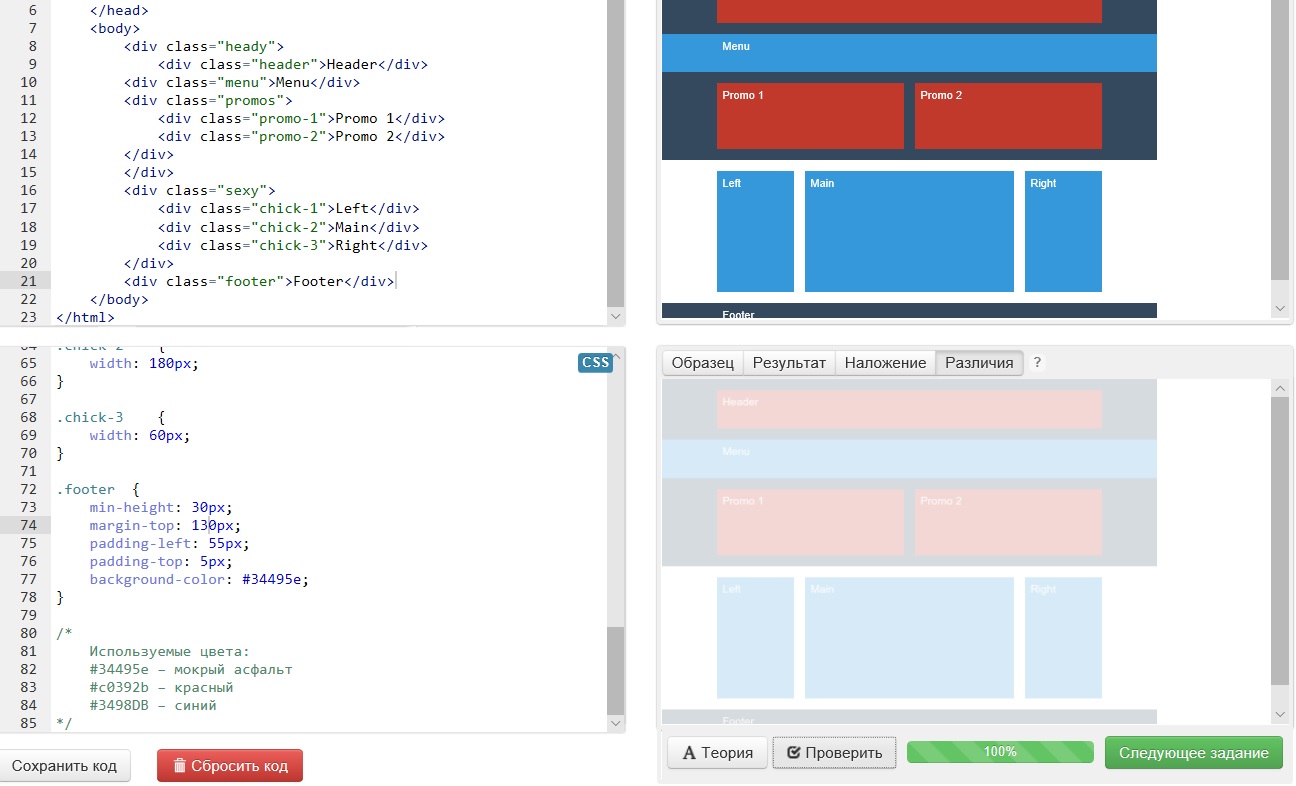 6 </head>
7 <body>
8 <div class="heady">
9 <div class="header">Header</div>
10 <div class="menu">Menu</div>
11 <div class="promos">
12 <div class="promo-1">Promo 1</div>
13 <div class="promo-2">Promo 2</div>
14 </div>
15 </div>
16 <div class="sexy">
17 <div class="chick-1">Left</div>
18 <div class="chick-2">Main</div>
19 <div class="chick-3">Right</div>
20 </div>
21 <div class="footer">Footer</div>
22 </body>
23 </html>
Menu
Promo 1 Promo 2
Left Main Right
Footer
64 .chick-2 {
CSS
65 width: 180px;
66 }
67
68 .chick-3 {
69 width: 60px;
70 }
71
72 .footer {
73 min-height: 30px;
74 margin-top: 130px;
75 padding-left: 55px;
76 padding-top: 5px;
77 background-color: #34495e;
78 }
79
80 /*
81 Используемые цвета:
82 #34495e – мокрый асфальт
83 #c0392b – красный
84 #3498DB – синий
85 */
Образец Результат Наложение Различия ?
Header
Menu
Promo 1 Promo 2
Left Main Right
Footer
Сохранить код Сбросить код
A Теория Проверить 100% Следующее задание